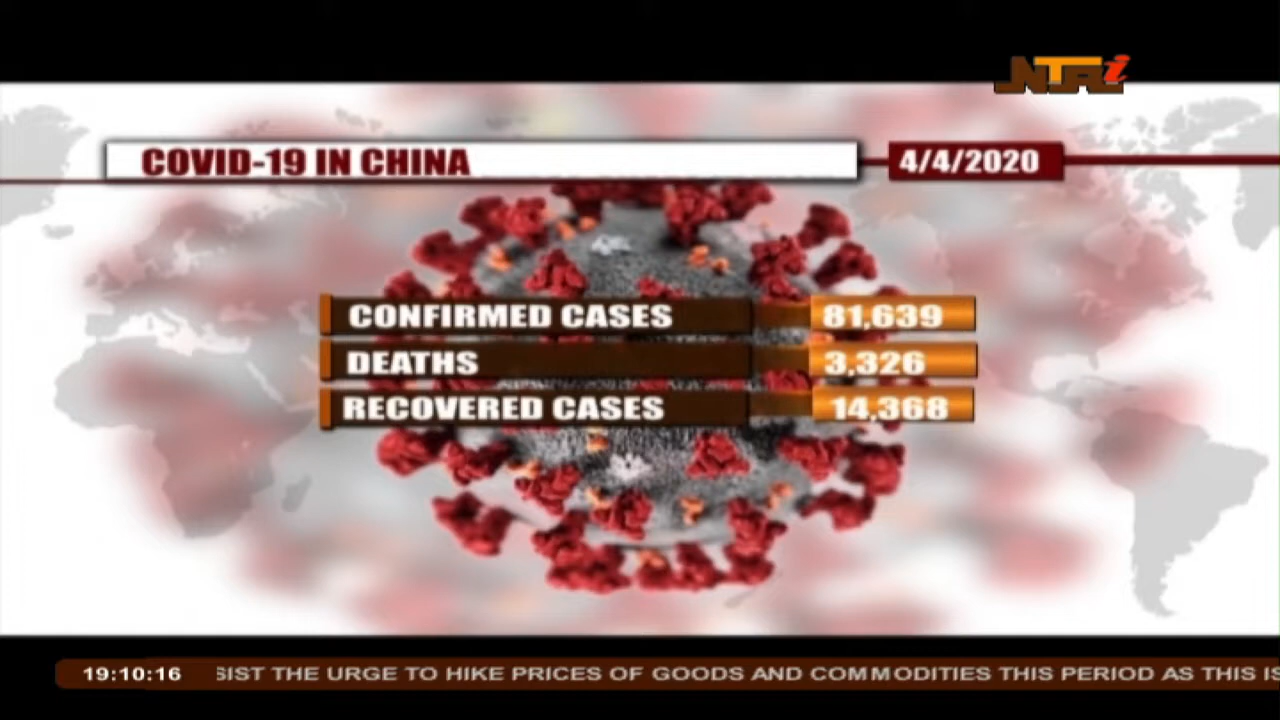 NTAi
COVID-19 IN CHINA
4/4/2020
CONFIRMED CASES 81,639
DEATHS 3,326
RECOVERED CASES 14,368
19:10:16 SIST THE URGE TO HIKE PRICES OF GOODS AND COMMODITIES THIS PERIOD AS THIS IS